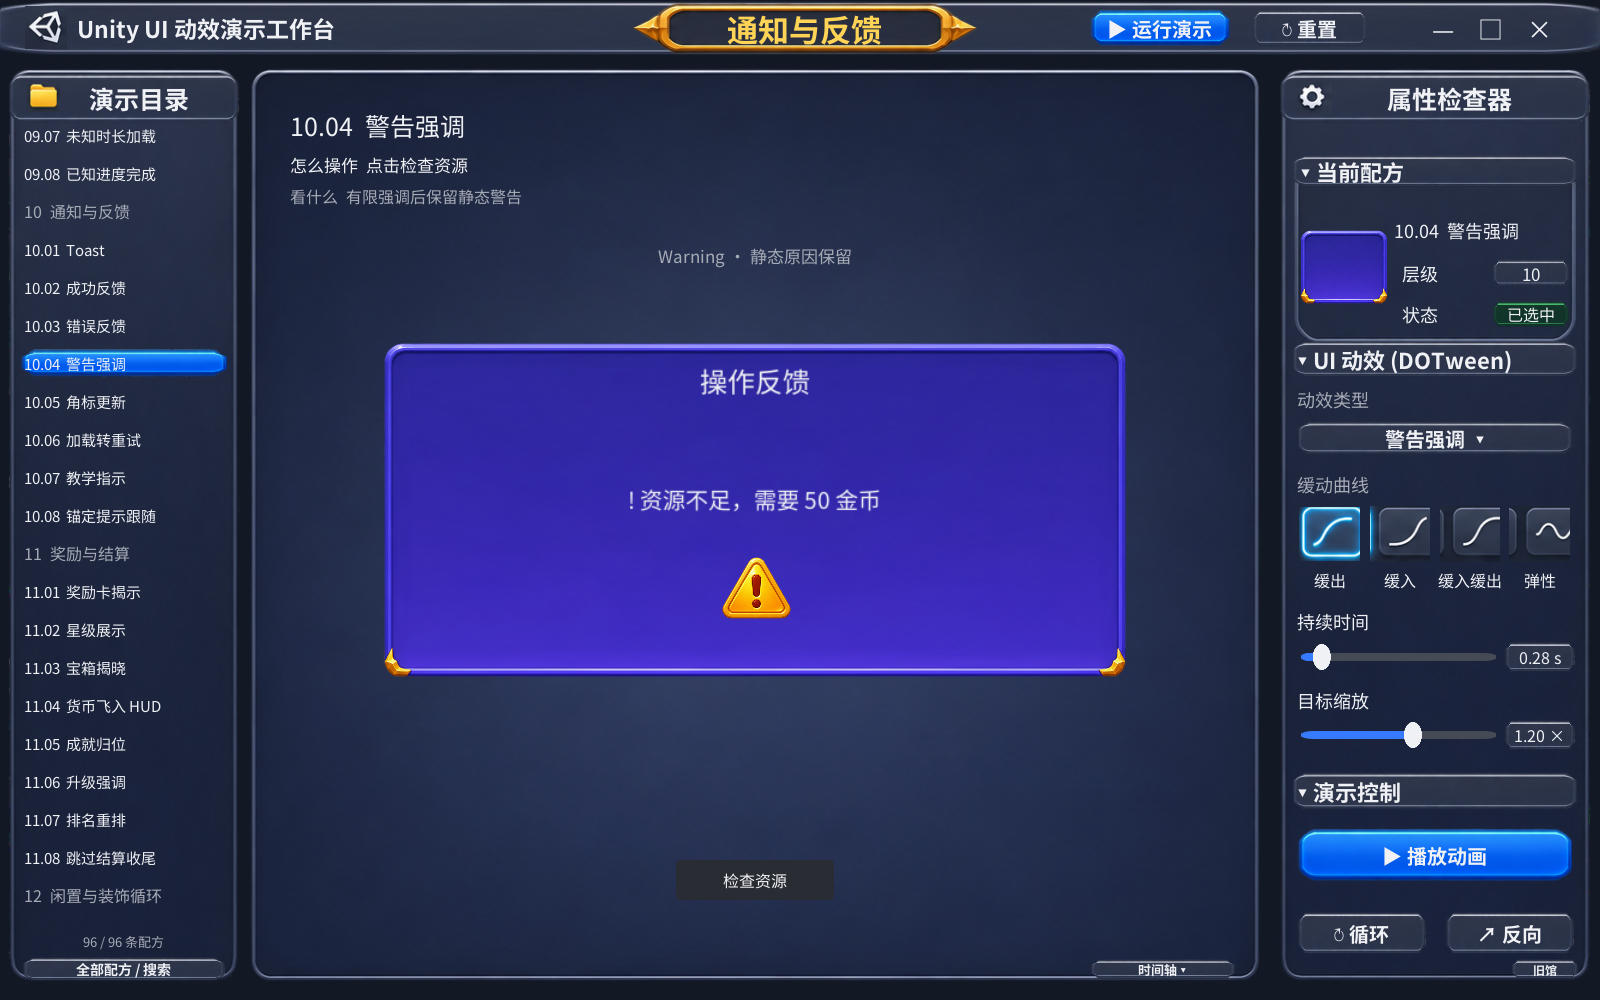 Unity UI 动效演示工作台
通知与反馈
▶ 运行演示
↻ 重置
演示目录
09.07 未知时长加载
09.08 已知进度完成
10 通知与反馈
10.01 Toast
10.02 成功反馈
10.03 错误反馈
10.04 警告强调
10.05 角标更新
10.06 加载转重试
10.07 教学指示
10.08 锚定提示跟随
11 奖励与结算
11.01 奖励卡揭示
11.02 星级展示
11.03 宝箱揭晓
11.04 货币飞入 HUD
11.05 成就归位
11.06 升级强调
11.07 排名重排
11.08 跳过结算收尾
12 闲置与装饰循环
96 / 96 条配方
全部配方 / 搜索
10.04 警告强调
怎么操作 点击检查资源
看什么 有限强调后保留静态警告
Warning · 静态原因保留
操作反馈
! 资源不足，需要 50 金币
检查资源
时间轴 ▾
属性检查器
▾ 当前配方
10.04 警告强调
层级 10
状态 已选中
▾ UI 动效 (DOTween)
动效类型
警告强调 ▾
缓动曲线
缓出 缓入 缓入缓出 弹性
持续时间
0.28 s
目标缩放
1.20 ×
▾ 演示控制
▶ 播放动画
↻ 循环
↗ 反向
旧馆